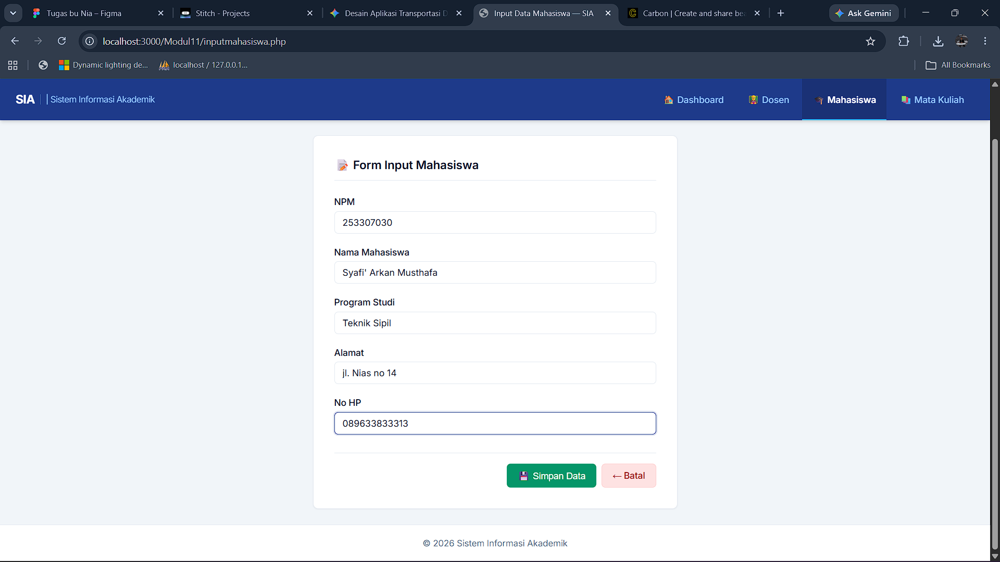 Tugas bu Nia – Figma
Stitch - Projects
Desain Aplikasi Transportasi D
Input Data Mahasiswa — SIA
Carbon | Create and share bea
Ask Gemini
localhost:3000/Modul11/inputmahasiswa.php
Dynamic lighting de...
localhost / 127.0.0.1...
All Bookmarks
SIA | Sistem Informasi Akademik
Dashboard
Dosen
Mahasiswa
Mata Kuliah
Form Input Mahasiswa
NPM
253307030
Nama Mahasiswa
Syafi' Arkan Musthafa
Program Studi
Teknik Sipil
Alamat
jl. Nias no 14
No HP
089633833313
Simpan Data
← Batal
© 2026 Sistem Informasi Akademik